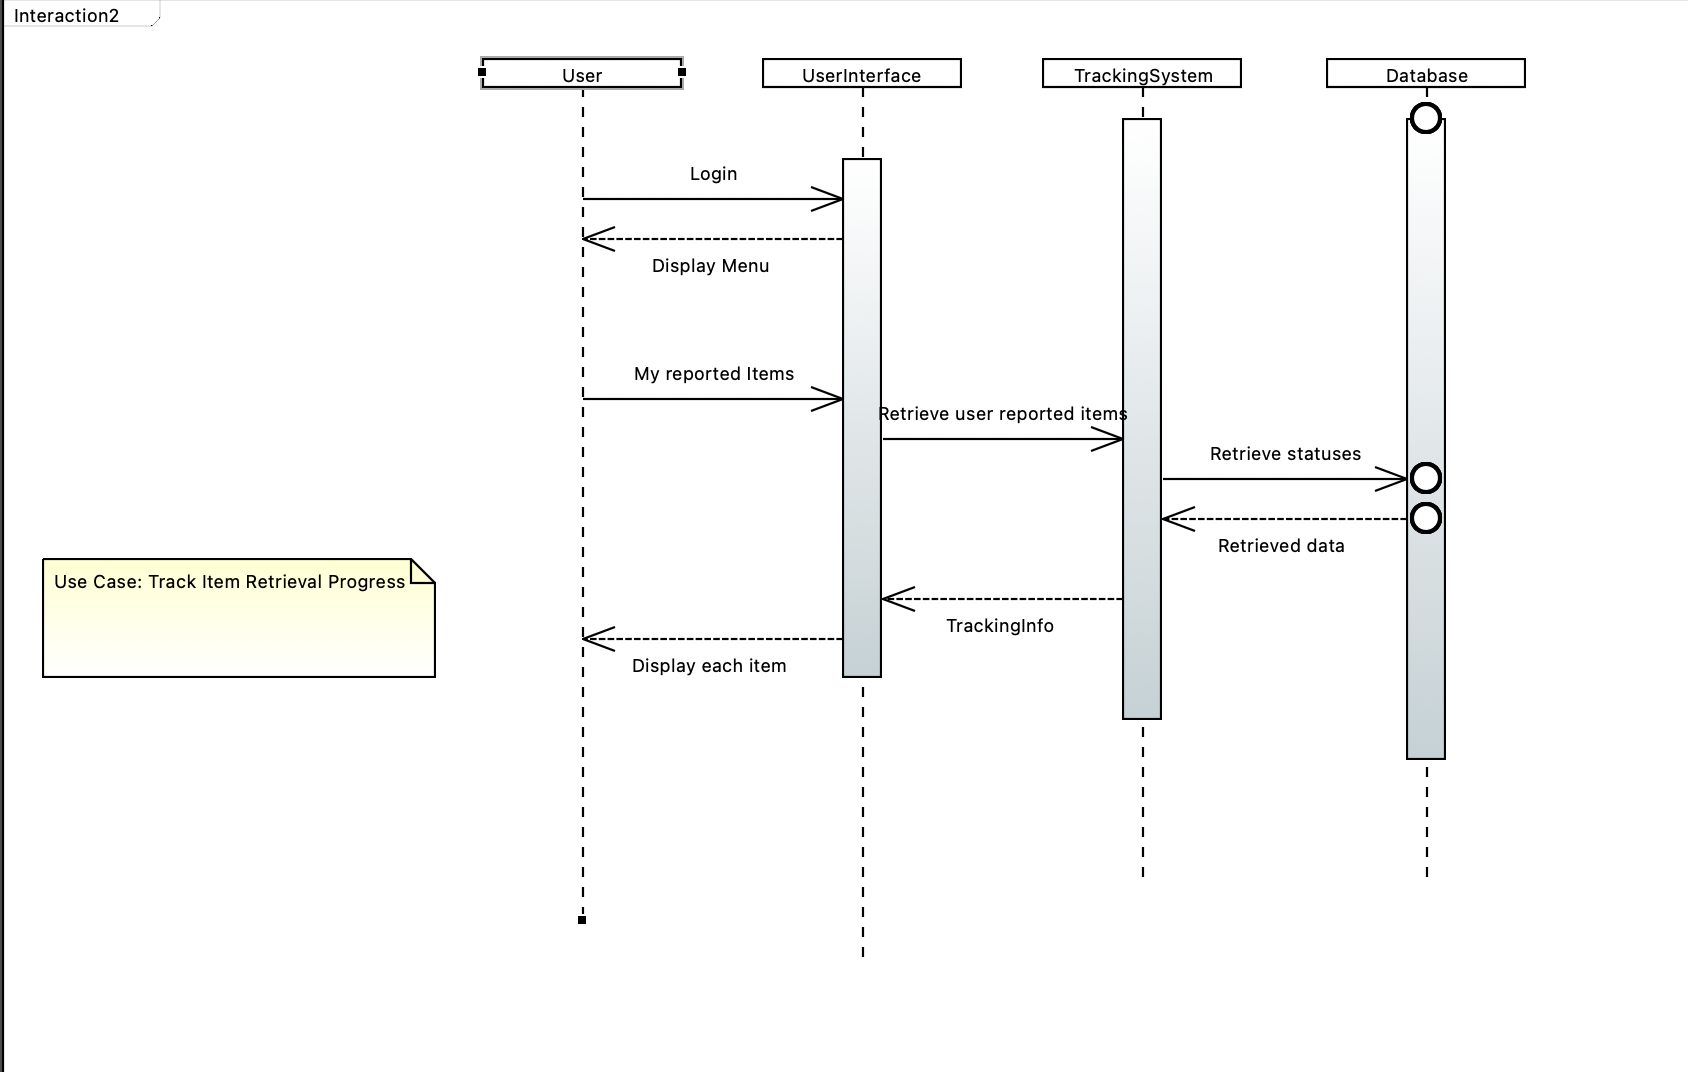 Interaction2
User
UserInterface
TrackingSystem
Database
Login
Display Menu
My reported Items
Retrieve user reported items
Retrieve statuses
Retrieved data
Use Case: Track Item Retrieval Progress
TrackingInfo
Display each item